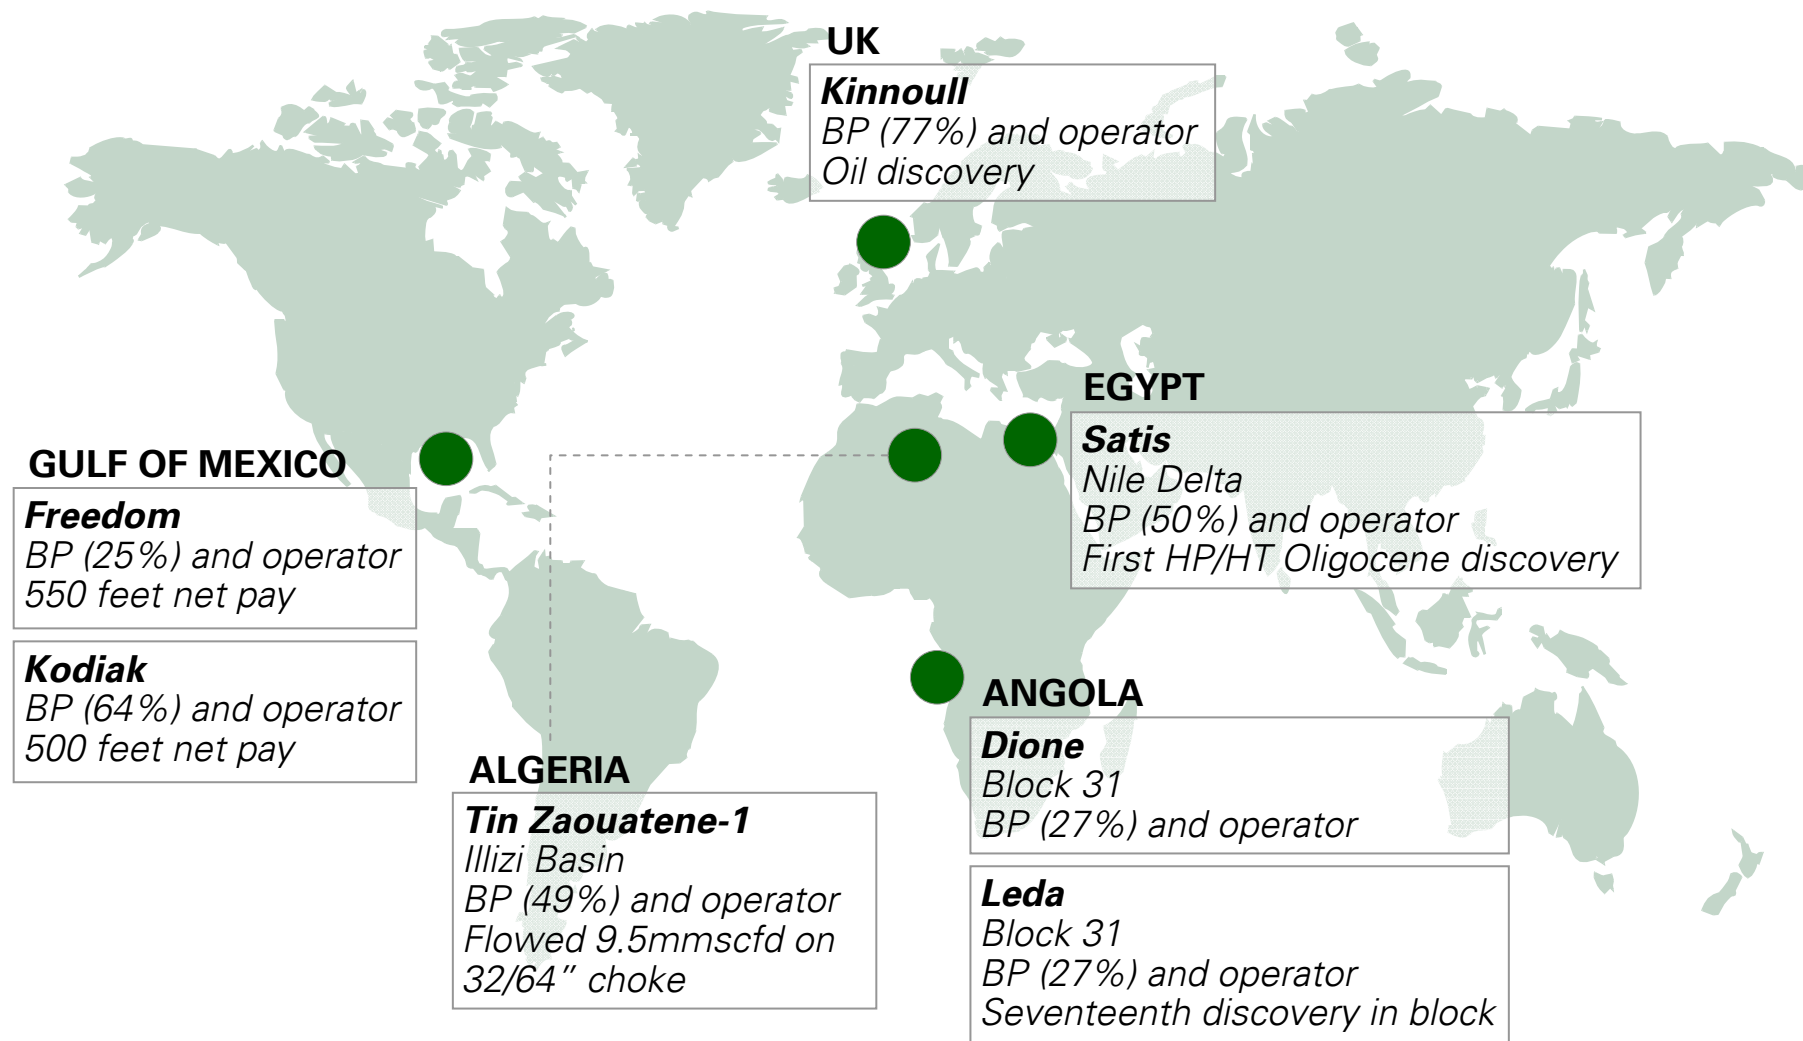 UK
Kinnoull
BP (77%) and operator
Oil discovery
EGYPT
Satis
Nile Delta
BP (50%) and operator
First HP/HT Oligocene discovery
GULF OF MEXICO
Freedom
BP (25%) and operator
550 feet net pay
Kodiak
BP (64%) and operator
500 feet net pay
ALGERIA
Tin Zaouatene-1
Illizi Basin
BP (49%) and operator
Flowed 9.5mmscfd on
32/64” choke
ANGOLA
Dione
Block 31
BP (27%) and operator
Leda
Block 31
BP (27%) and operator
Seventeenth discovery in block